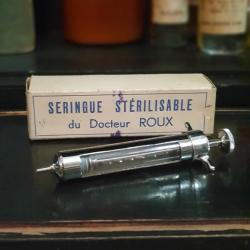 SERINGUE STÉRILISABLE
du Docteur ROUX